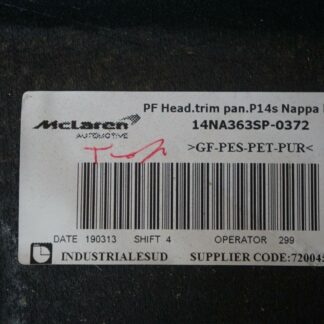 PF Head.trim pan.P14s Nappa
McLaren
AUTOMOTIVE
14NA363SP-0372
>GF-PES-PET-PUR<
DATE 190313 SHIFT 4 OPERATOR 299
INDUSTRIALESUD SUPPLIER CODE:72004